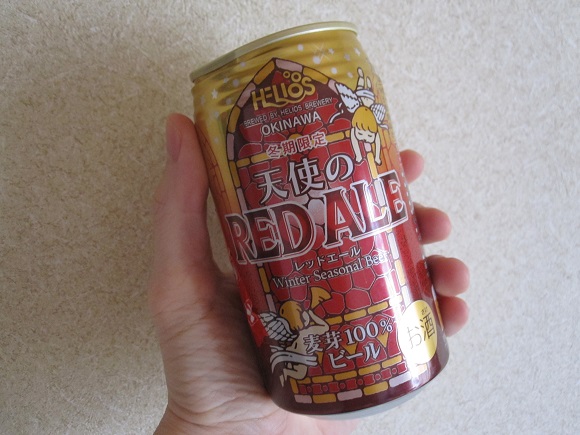 HELIOS
BREWED BY HELIOS BREWERY
OKINAWA
冬期限定
天使の
RED ALE
レッドエール
Winter Seasonal Beer
麦芽100%
ビール
お酒